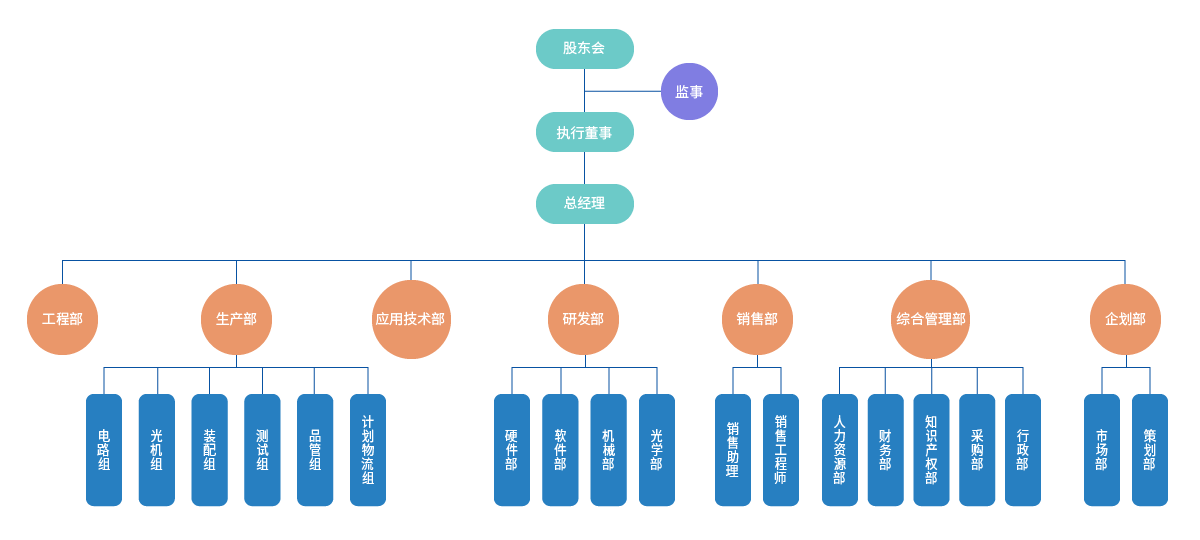 股东会
监事
执行董事
总经理
工程部
生产部
应用技术部
研发部
销售部
综合管理部
企划部
电路组
光机组
装配组
测试组
品管组
计划物流组
硬件部
软件部
机械部
光学部
销售助理
销售工程师
人力资源部
财务部
知识产权部
采购部
行政部
市场部
策划部